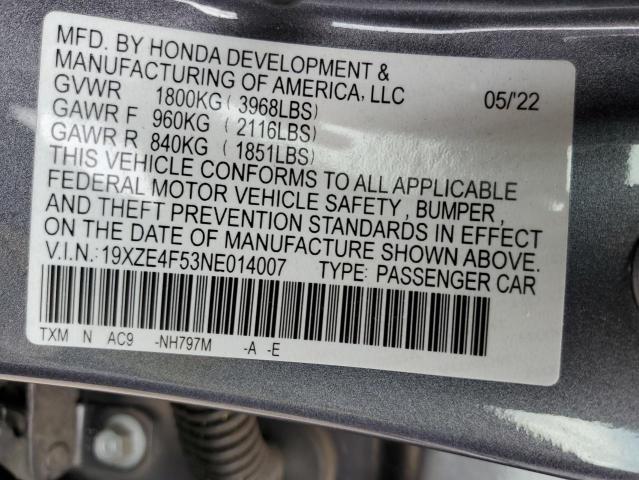 MFD. BY HONDA DEVELOPMENT &
MANUFACTURING OF AMERICA, LLC
GVWR 1800KG ( 3968LBS) 05/'22
GAWR F 960KG ( 2116LBS)
GAWR R 840KG ( 1851LBS)
THIS VEHICLE CONFORMS TO ALL APPLICABLE
FEDERAL MOTOR VEHICLE SAFETY , BUMPER ,
AND THEFT PREVENTION STANDARDS IN EFFECT
ON THE DATE OF MANUFACTURE SHOWN ABOVE.
V.I.N.: 19XZE4F53NE014007 TYPE: PASSENGER CAR
TXM N AC9 -NH797M -A -E